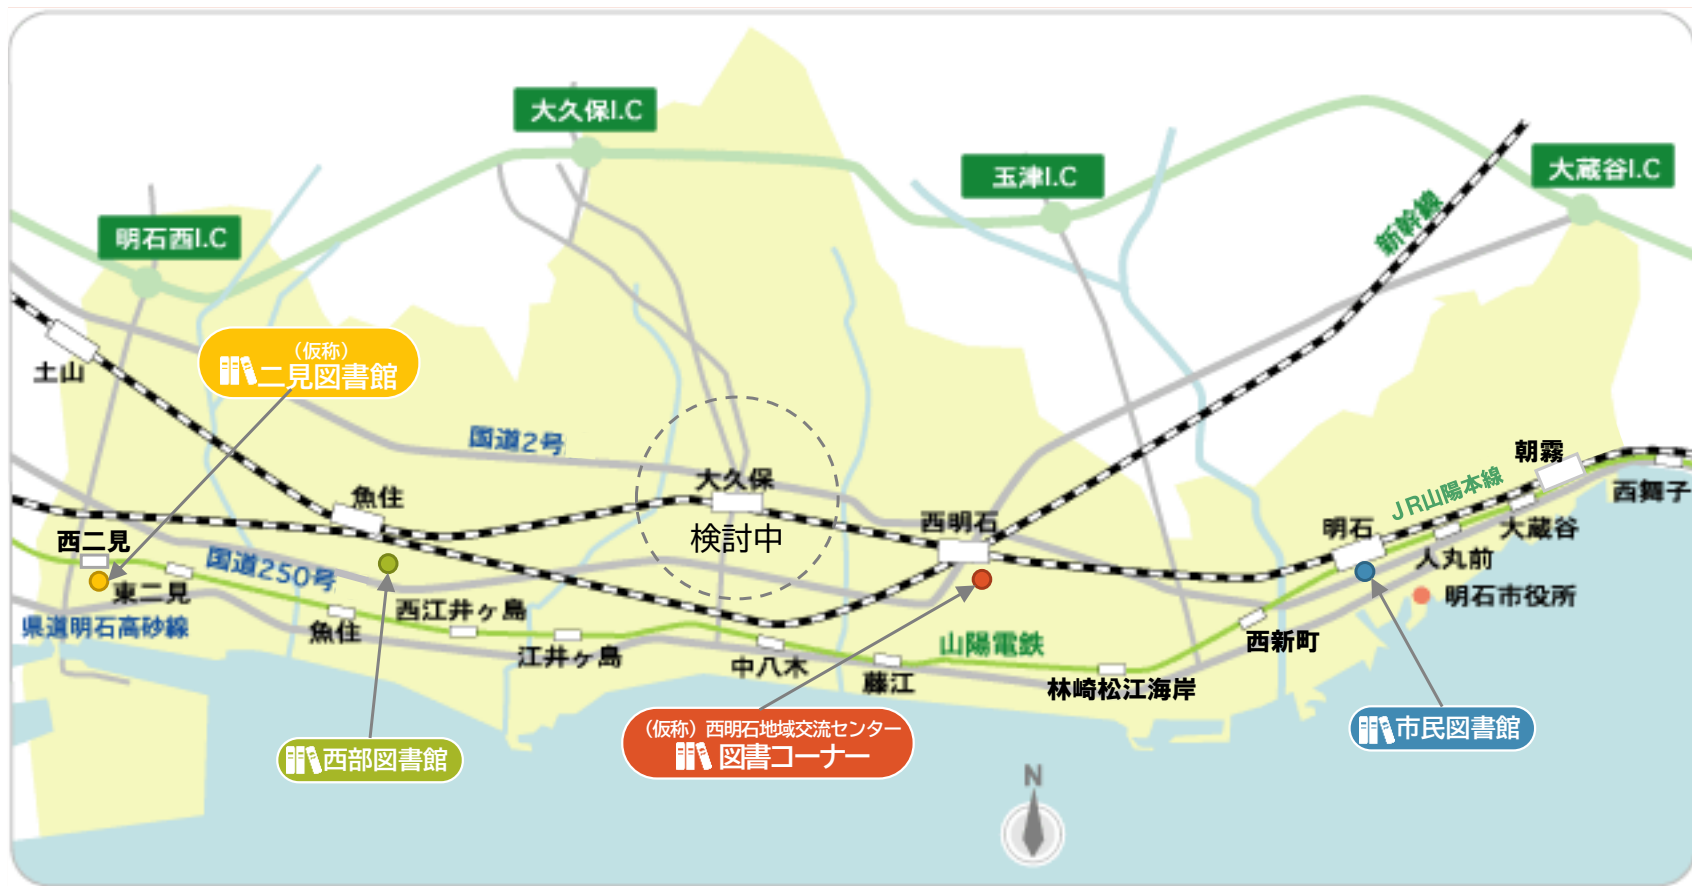 大久保I.C
玉津I.C
大蔵谷I.C
明石西I.C
新幹線
土山
（仮称）
二見図書館
国道2号
魚住
大久保
検討中
西明石
JR山陽本線
朝霧
西舞子
大蔵谷
明石
人丸前
西二見
国道250号
東二見
県道明石高砂線
魚住
西江井ヶ島
江井ヶ島
中八木
藤江
山陽電鉄
林崎松江海岸
西新町
明石市役所
西部図書館
（仮称）西明石地域交流センター
図書コーナー
市民図書館
N